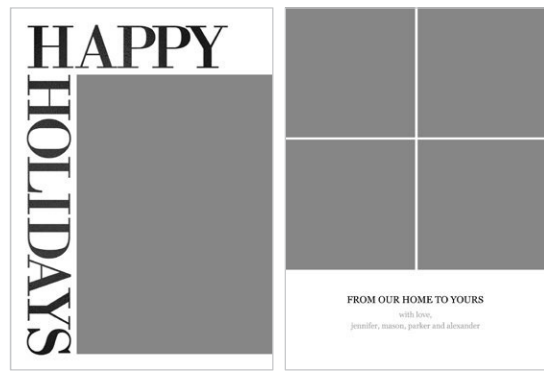 HAPPY
HOLIDAYS
FROM OUR HOME TO YOURS
with love,
jennifer, mason, parker and alexander